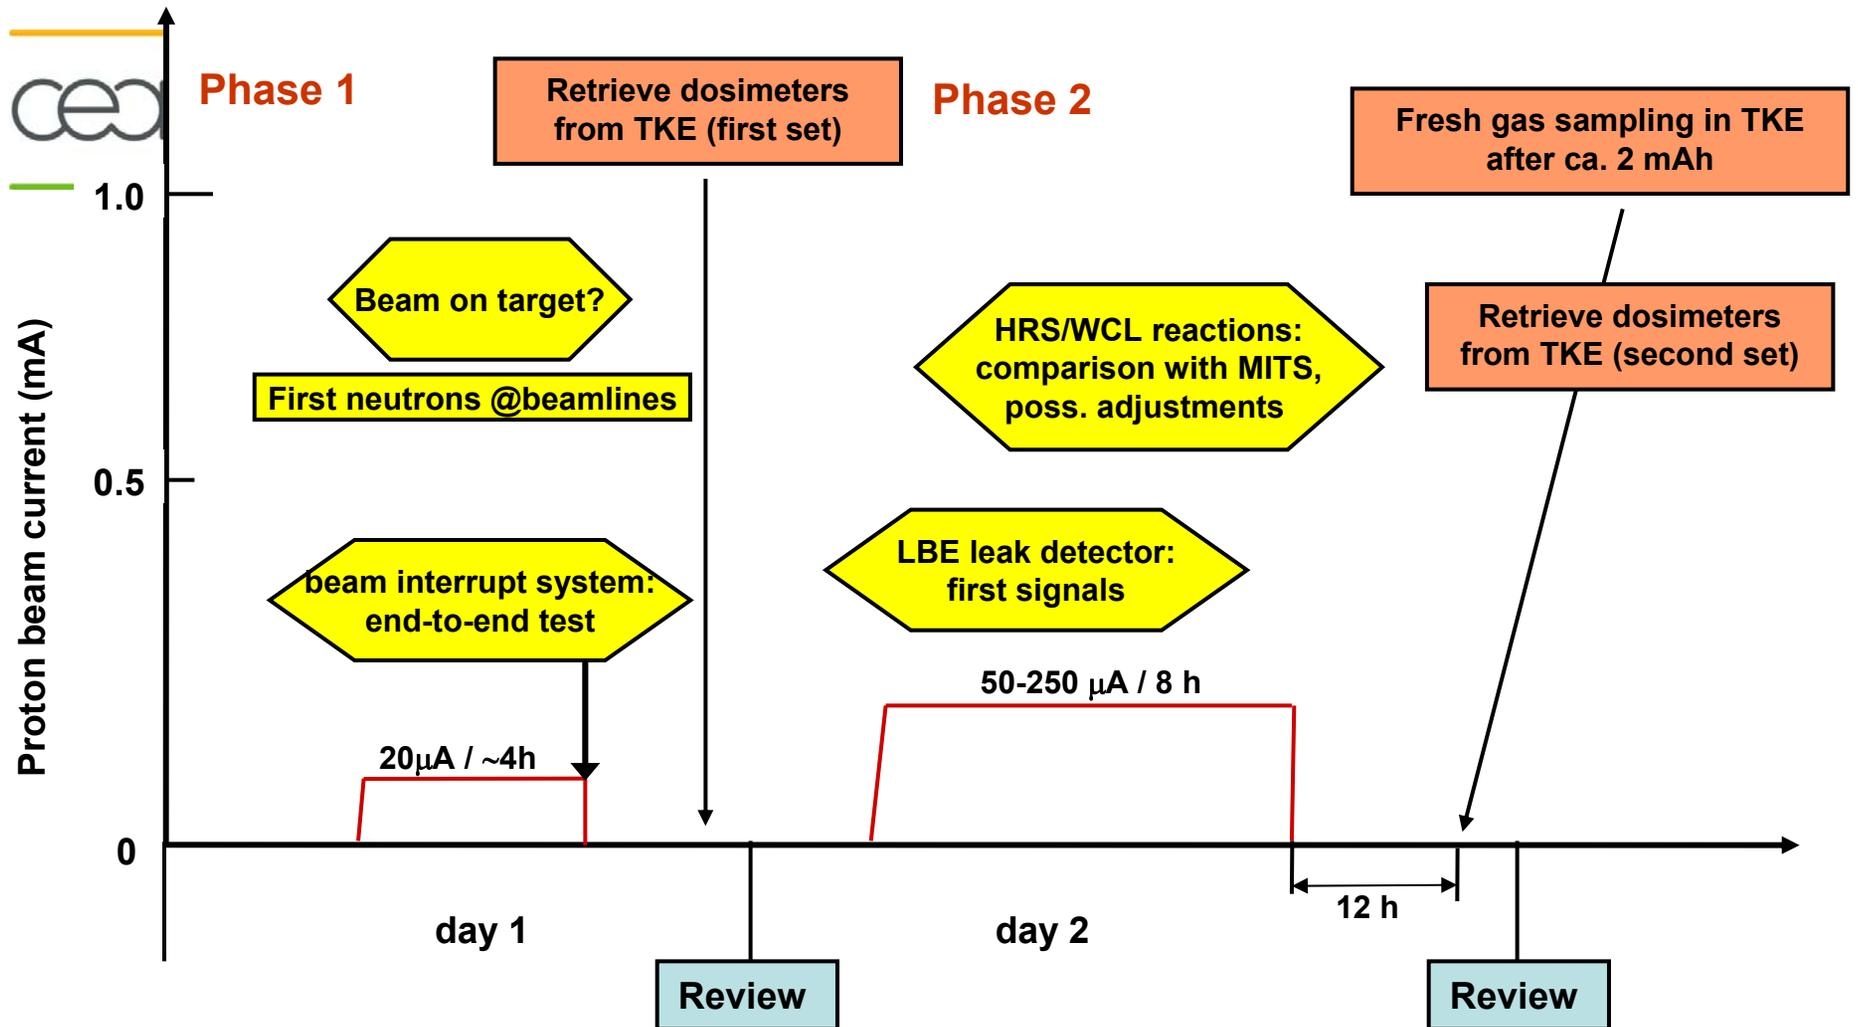 cea
Phase 1
Retrieve dosimeters
from TKE (first set)
Phase 2
Fresh gas sampling in TKE
after ca. 2 mAh
1.0
Beam on target?
First neutrons @beamlines
HRS/WCL reactions:
comparison with MITS,
poss. adjustments
Retrieve dosimeters
from TKE (second set)
Proton beam current (mA)
0.5
beam interrupt system:
end-to-end test
LBE leak detector:
first signals
50-250 μA / 8 h
20μA / ~4h
0
12 h
day 1
day 2
Review
Review